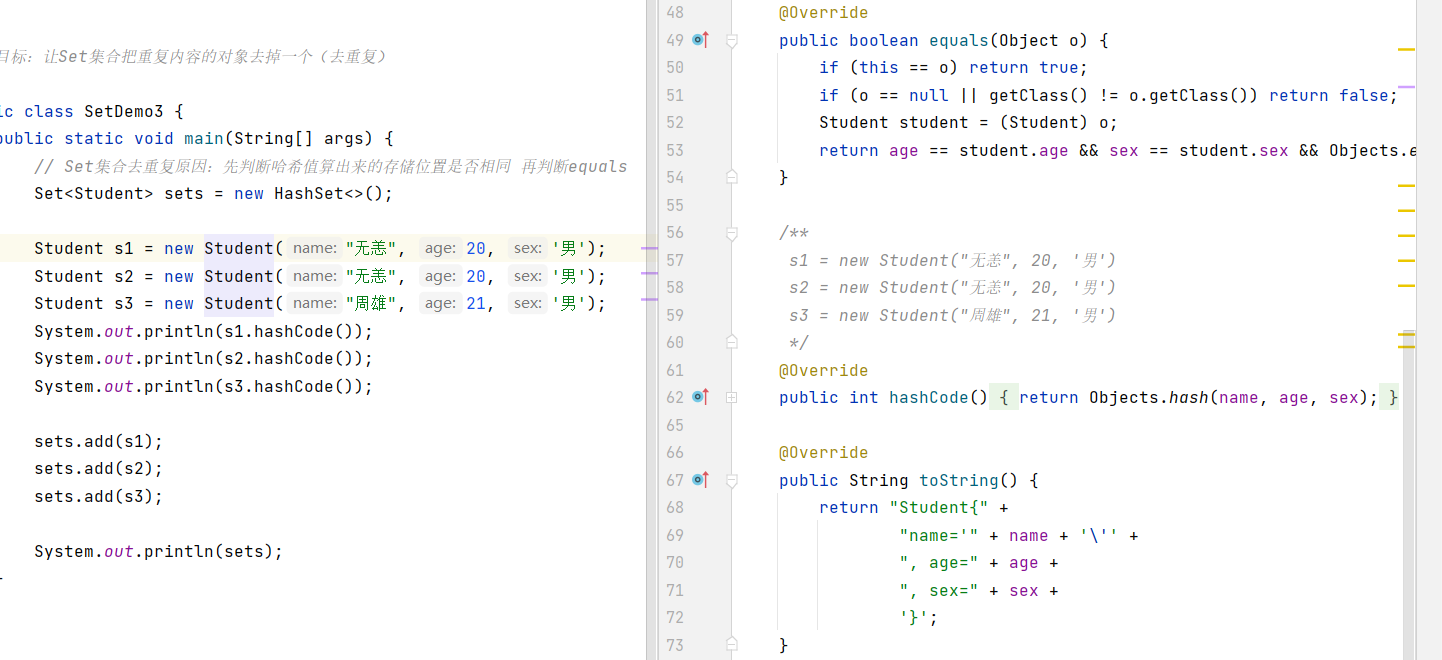 目标：让Set集合把重复内容的对象去掉一个（去重复）
ic class SetDemo3 {
public static void main(String[] args) {
// Set集合去重复原因：先判断哈希值算出来的存储位置是否相同 再判断equals
Set<Student> sets = new HashSet<>();
Student s1 = new Student( name: "无恙", age: 20, sex: '男');
Student s2 = new Student( name: "无恙", age: 20, sex: '男');
Student s3 = new Student( name: "周雄", age: 21, sex: '男');
System.out.println(s1.hashCode());
System.out.println(s2.hashCode());
System.out.println(s3.hashCode());
sets.add(s1);
sets.add(s2);
sets.add(s3);
System.out.println(sets);
48 @Override
49 public boolean equals(Object o) {
50 if (this == o) return true;
51 if (o == null || getClass() != o.getClass()) return false;
52 Student student = (Student) o;
53 return age == student.age && sex == student.sex && Objects.e
54 }
55
56 /**
57 s1 = new Student("无恙", 20, '男')
58 s2 = new Student("无恙", 20, '男')
59 s3 = new Student("周雄", 21, '男')
60 */
61 @Override
62 public int hashCode() { return Objects.hash(name, age, sex); }
65
66 @Override
67 public String toString() {
68 return "Student{" +
69 "name='" + name + '\'' +
70 ", age=" + age +
71 ", sex=" + sex +
72 '}';
73 }